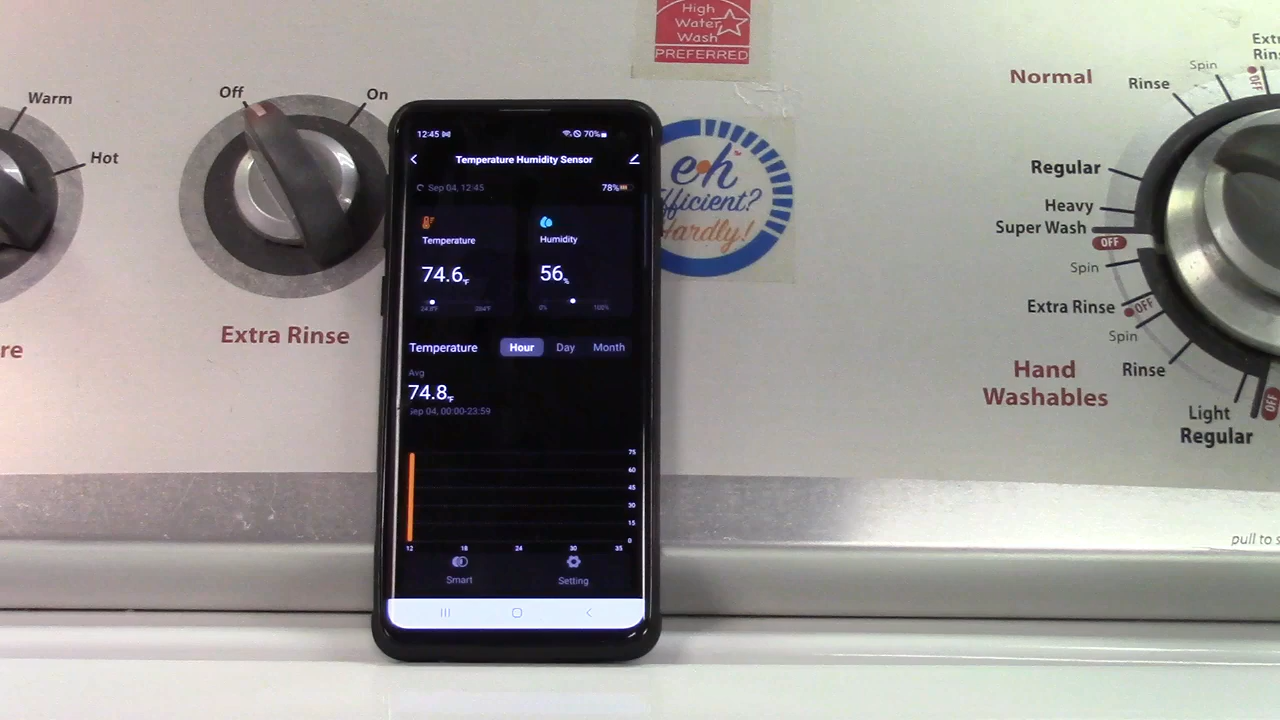 High
Water
Wash
PREFERRED
Warm
Hot
re
Off
On
Extra Rinse
eh
fficient?
Hardly!
12:45
70%
Temperature Humidity Sensor
Sep 04, 12:45
78%
Temperature
74.6°F
Humidity
56%
0%
100%
Temperature
Hour
Day
Month
Avg
74.8°F
Sep 04, 00:00-23:59
75
60
45
30
15
0
12
18
24
30
35
Smart
Setting
Normal
Extr
Rins
OFF
Spin
Rinse
Regular
Heavy
Super Wash
OFF
Spin
Extra Rinse
OFF
Spin
Rinse
Hand
Washables
Light
Regular
OFF
pull to s